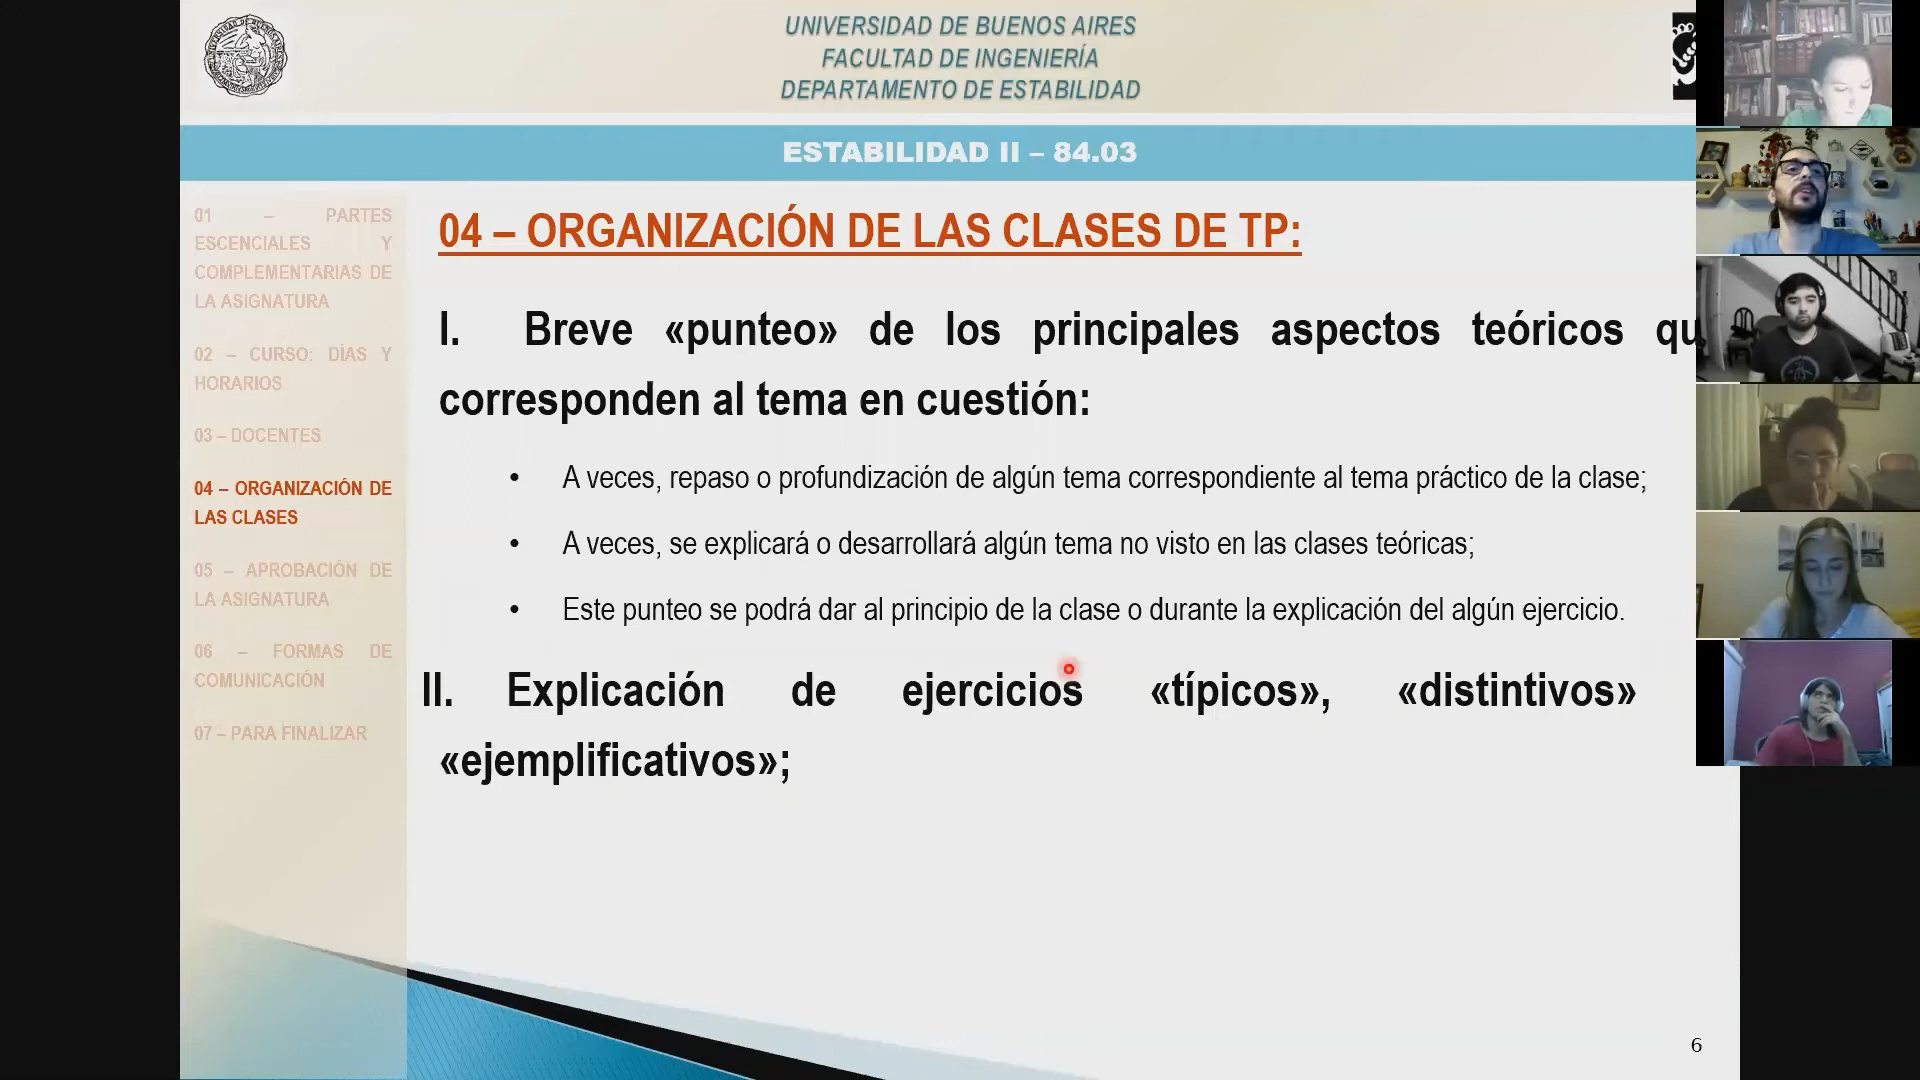 UNIVERSIDAD DE BUENOS AIRES
FACULTAD DE INGENIERÍA
DEPARTAMENTO DE ESTABILIDAD
ESTABILIDAD II – 84.03
01 – PARTES
ESCENCIALES Y
COMPLEMENTARIAS DE
LA ASIGNATURA
02 – CURSO: DÍAS Y
HORARIOS
03 – DOCENTES
04 – ORGANIZACIÓN DE
LAS CLASES
05 – APROBACIÓN DE
LA ASIGNATURA
06 – FORMAS DE
COMUNICACIÓN
07 – PARA FINALIZAR
04 – ORGANIZACIÓN DE LAS CLASES DE TP:
I. Breve «punteo» de los principales aspectos teóricos qu
corresponden al tema en cuestión:
• A veces, repaso o profundización de algún tema correspondiente al tema práctico de la clase;
• A veces, se explicará o desarrollará algún tema no visto en las clases teóricas;
• Este punteo se podrá dar al principio de la clase o durante la explicación del algún ejercicio.
II. Explicación de ejercicios «típicos», «distintivos»
«ejemplificativos»;
6